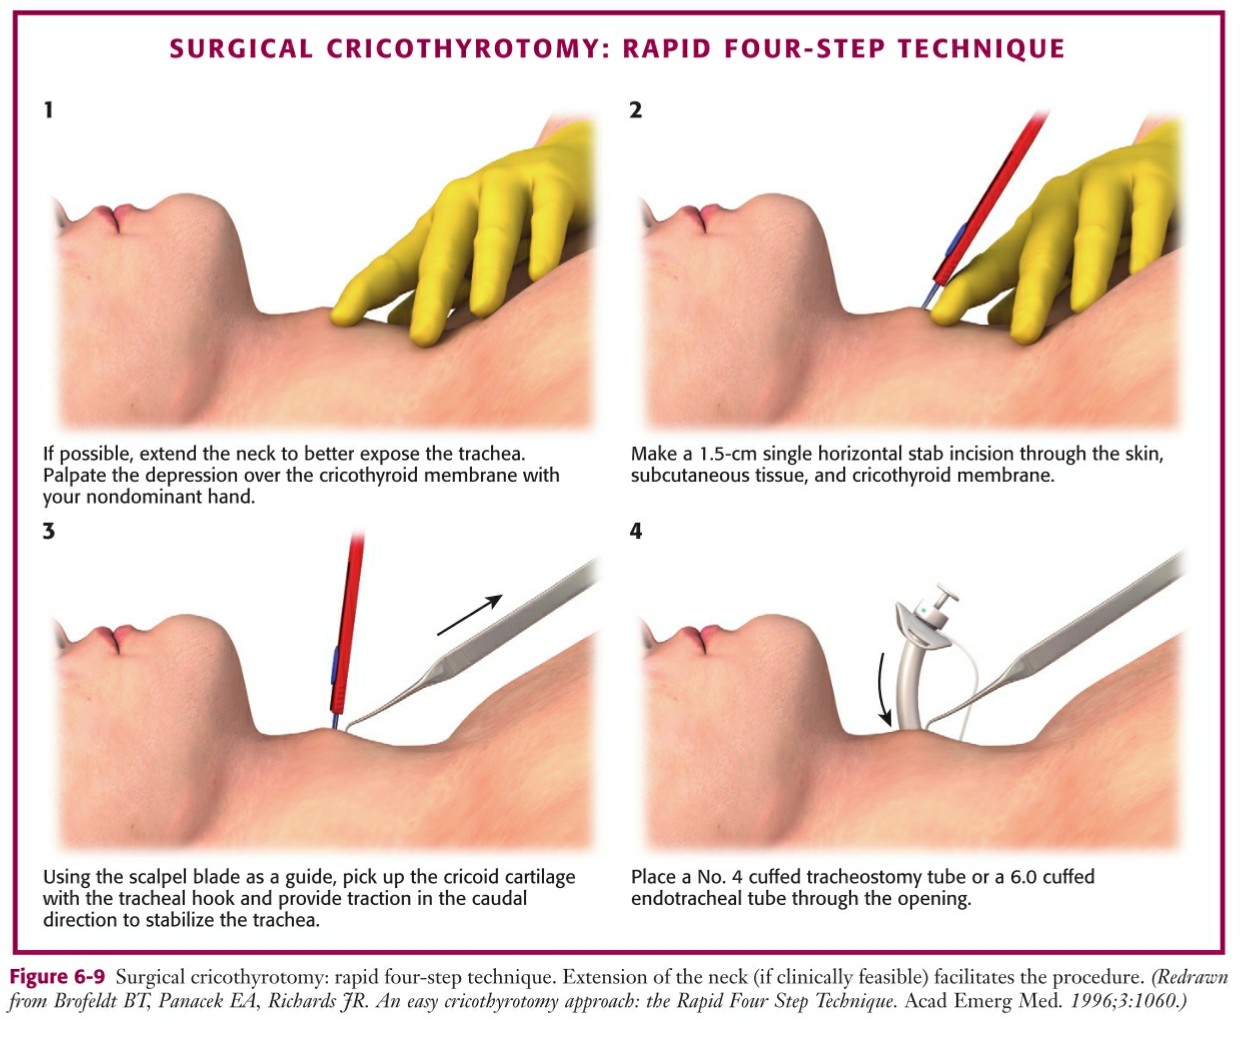 SURGICAL CRICOTHYROTOMY: RAPID FOUR-STEP TECHNIQUE
1
If possible, extend the neck to better expose the trachea.
Palpate the depression over the cricothyroid membrane with
your nondominant hand.
2
Make a 1.5-cm single horizontal stab incision through the skin,
subcutaneous tissue, and cricothyroid membrane.
3
Using the scalpel blade as a guide, pick up the cricoid cartilage
with the tracheal hook and provide traction in the caudal
direction to stabilize the trachea.
4
Place a No. 4 cuffed tracheostomy tube or a 6.0 cuffed
endotracheal tube through the opening.
Figure 6-9 Surgical cricothyrotomy: rapid four-step technique. Extension of the neck (if clinically feasible) facilitates the procedure. (Redrawn
from Brofeldt BT, Panacek EA, Richards JR. An easy cricothyrotomy approach: the Rapid Four Step Technique. Acad Emerg Med. 1996;3:1060.)